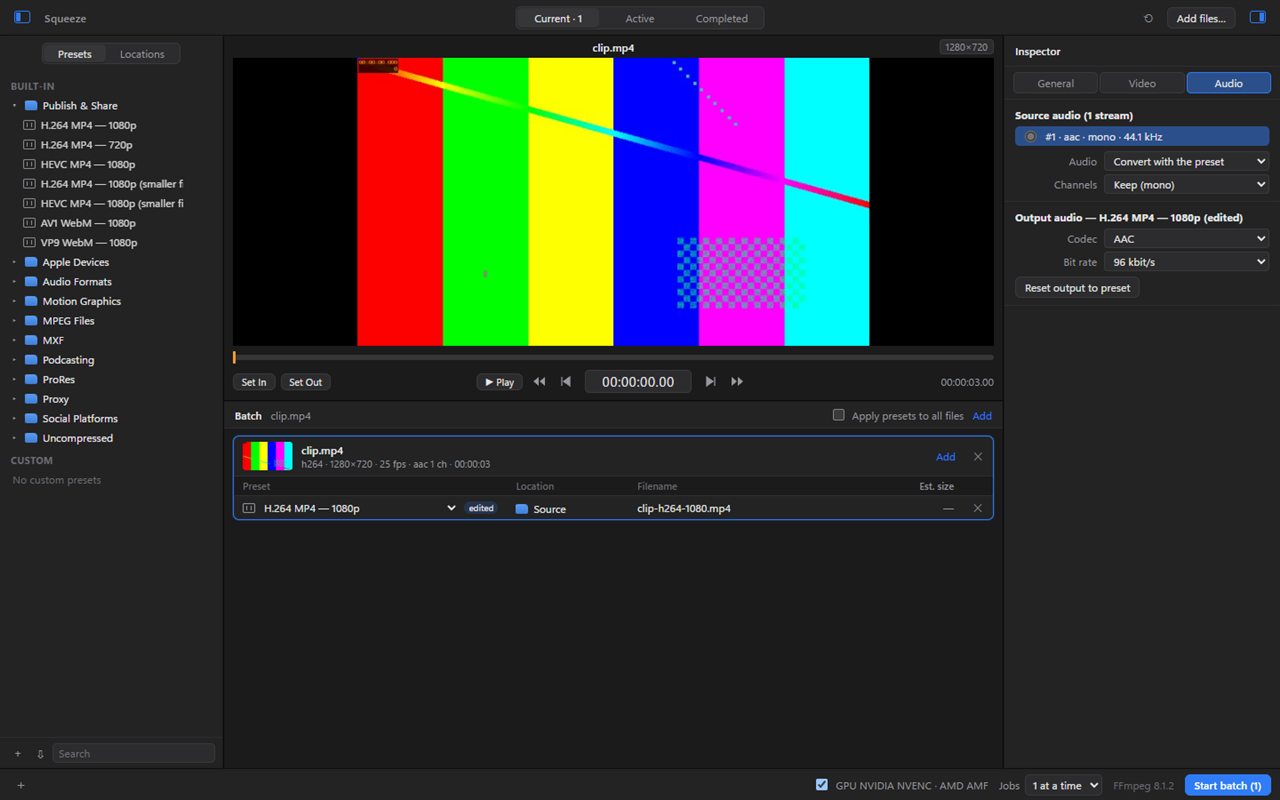 Squeeze
Current · 1
Active
Completed
Add files...
Presets
Locations
BUILT-IN
Publish & Share
H.264 MP4 — 1080p
H.264 MP4 — 720p
HEVC MP4 — 1080p
H.264 MP4 — 1080p (smaller fi
HEVC MP4 — 1080p (smaller fi
AV1 WebM — 1080p
VP9 WebM — 1080p
Apple Devices
Audio Formats
Motion Graphics
MPEG Files
MXF
Podcasting
ProRes
Proxy
Social Platforms
Uncompressed
CUSTOM
No custom presets
Search
clip.mp4
1280×720
Set In
Set Out
Play
00:00:00.00
00:00:03.00
Batch clip.mp4
Apply presets to all files Add
clip.mp4
h264 · 1280×720 · 25 fps · aac 1 ch · 00:00:03
Add
Preset Location Filename Est. size
H.264 MP4 — 1080p edited Source clip-h264-1080.mp4 —
Inspector
General
Video
Audio
Source audio (1 stream)
#1 · aac · mono · 44.1 kHz
Audio Convert with the preset
Channels Keep (mono)
Output audio — H.264 MP4 — 1080p (edited)
Codec AAC
Bit rate 96 kbit/s
Reset output to preset
GPU NVIDIA NVENC · AMD AMF Jobs 1 at a time FFmpeg 8.1.2 Start batch (1)